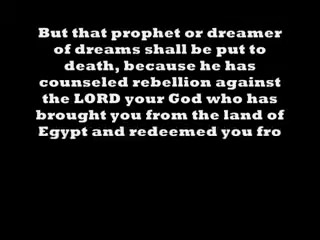 But that prophet or dreamer
of dreams shall be put to
death, because he has
counseled rebellion against
the LORD your God who has
brought you from the land of
Egypt and redeemed you fro